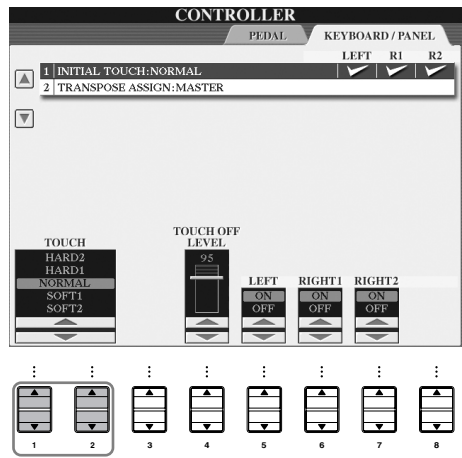 CONTROLLER
PEDAL KEYBOARD / PANEL
LEFT R1 R2
1 INITIAL TOUCH:NORMAL
2 TRANSPOSE ASSIGN:MASTER
TOUCH
HARD2
HARD1
NORMAL
SOFT1
SOFT2
TOUCH OFF
LEVEL
95
LEFT RIGHT1 RIGHT2
ON ON ON
OFF OFF OFF
1 2 3 4 5 6 7 8